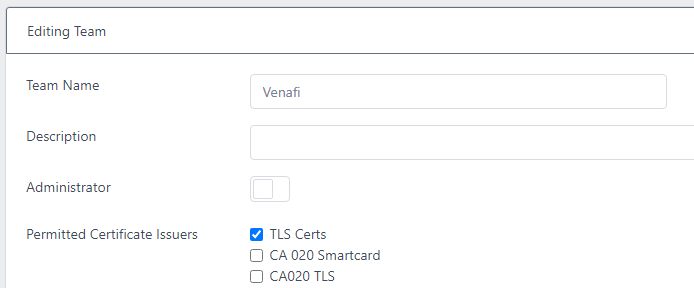 Editing Team
Team Name
Venafi
Description
Administrator
Permitted Certificate Issuers
TLS Certs
CA 020 Smartcard
CA020 TLS